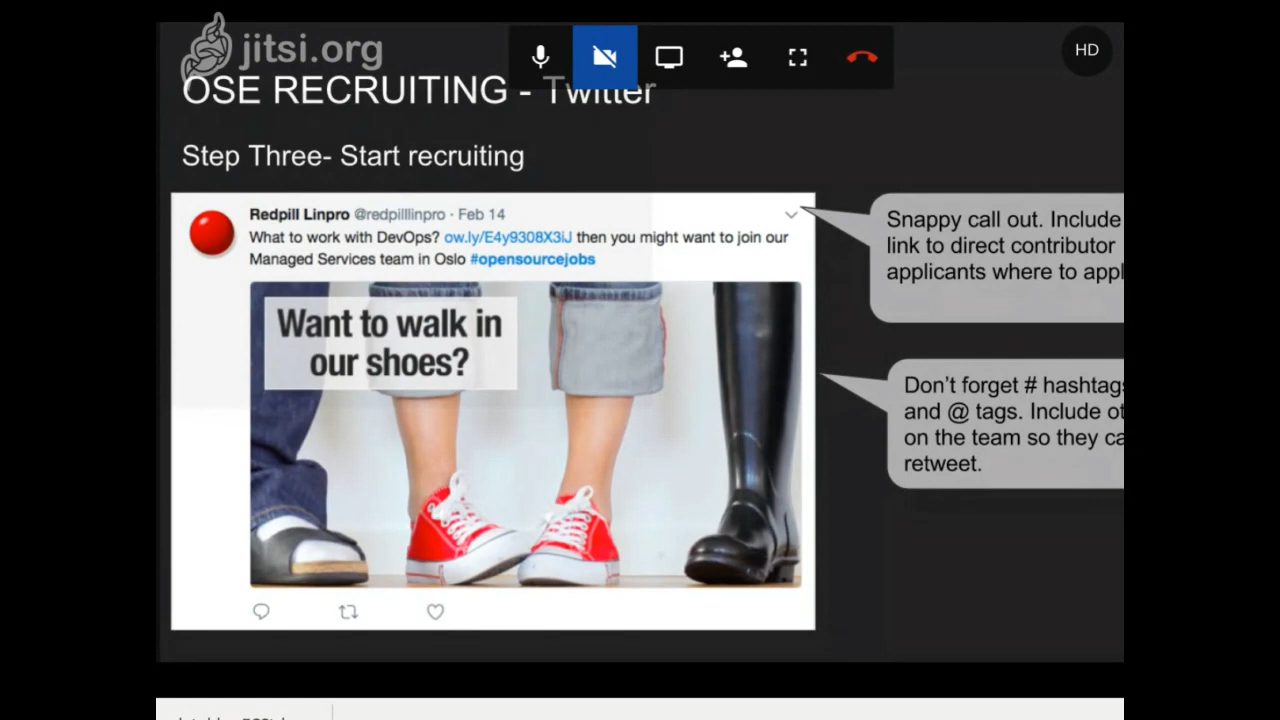 jitsi.org
HD
OSE RECRUITING - Twitter
Step Three- Start recruiting
Redpill Linpro @redpilllinpro · Feb 14
What to work with DevOps? ow.ly/E4y9308X3iJ then you might want to join our
Managed Services team in Oslo #opensourcejobs
Want to walk in
our shoes?
Snappy call out. Include
link to direct contributor
applicants where to
Don't forget # hashtags
and @ tags. Include
on the team so they
retweet.